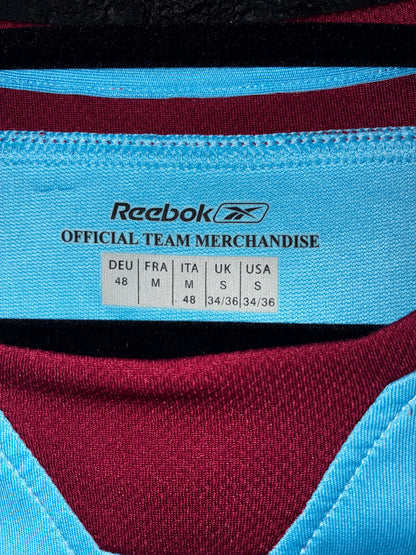 Reebok
OFFICIAL TEAM MERCHANDISE
DEU FRA ITA UK USA
48 M M S S
48 34/36 34/36